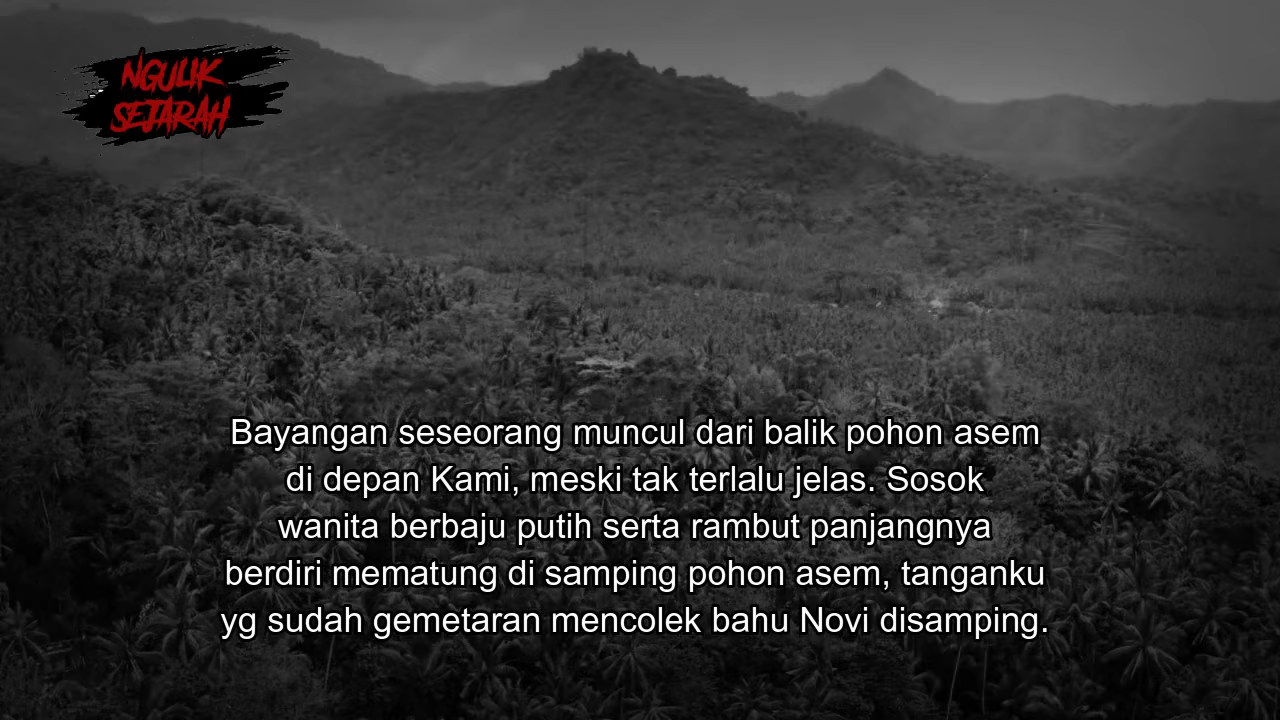 NGULIK
SEJARAH
Bayangan seseorang muncul dari balik pohon asem
di depan Kami, meski tak terlalu jelas. Sosok
wanita berbaju putih serta rambut panjangnya
berdiri mematung di samping pohon asem, tanganku
yg sudah gemetaran mencolek bahu Novi disamping.